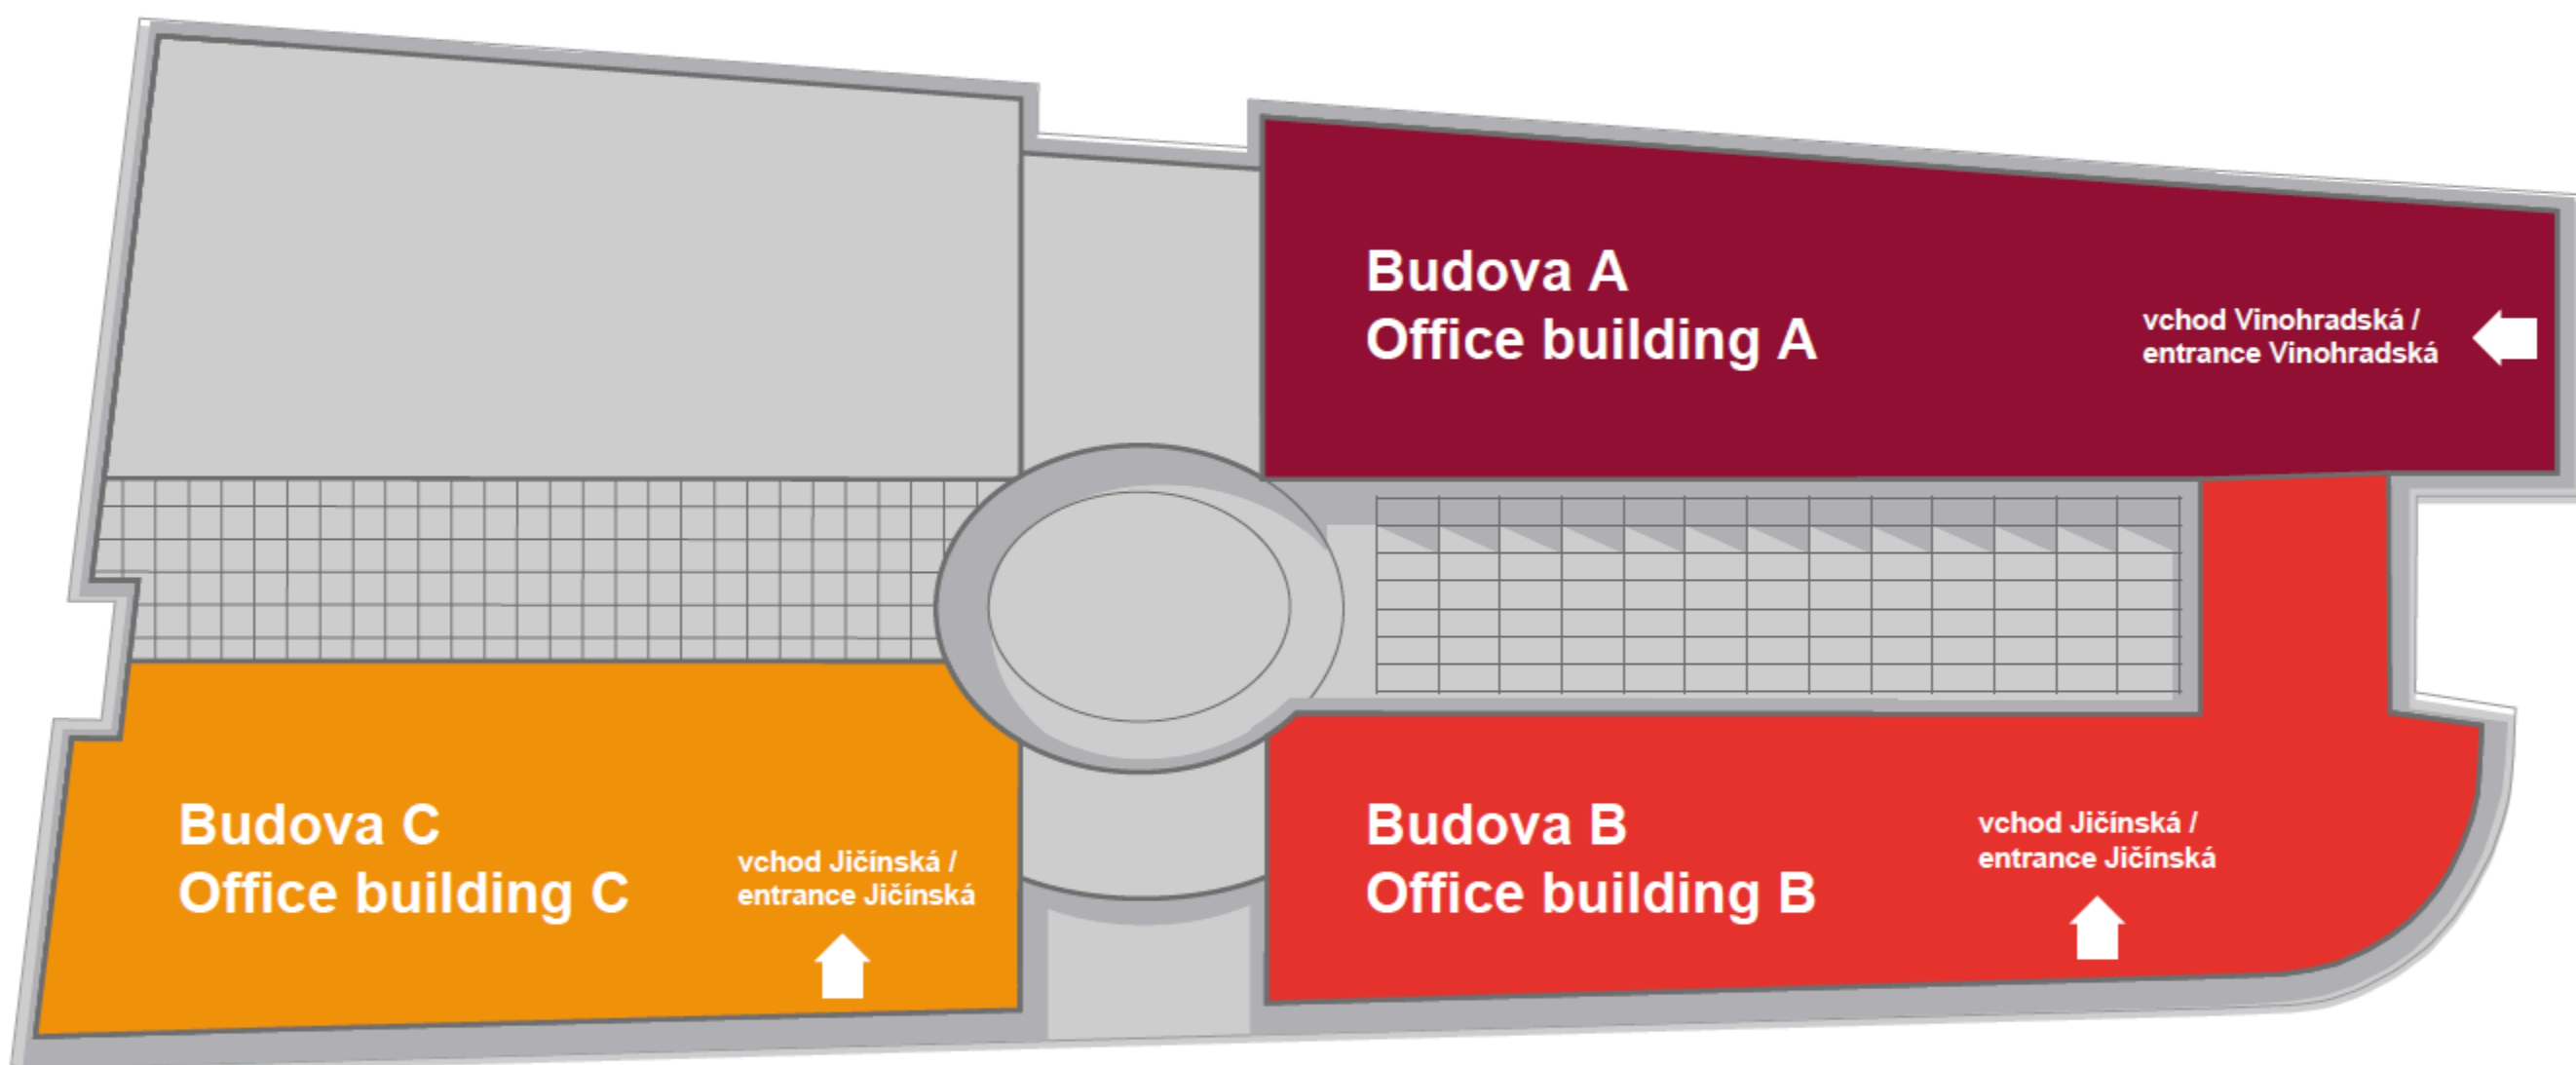 Budova A
Office building A
vchod Vinohradská /
entrance Vinohradská
Budova C
Office building C
vchod Jičínská /
entrance Jičínská
Budova B
Office building B
vchod Jičínská /
entrance Jičínská